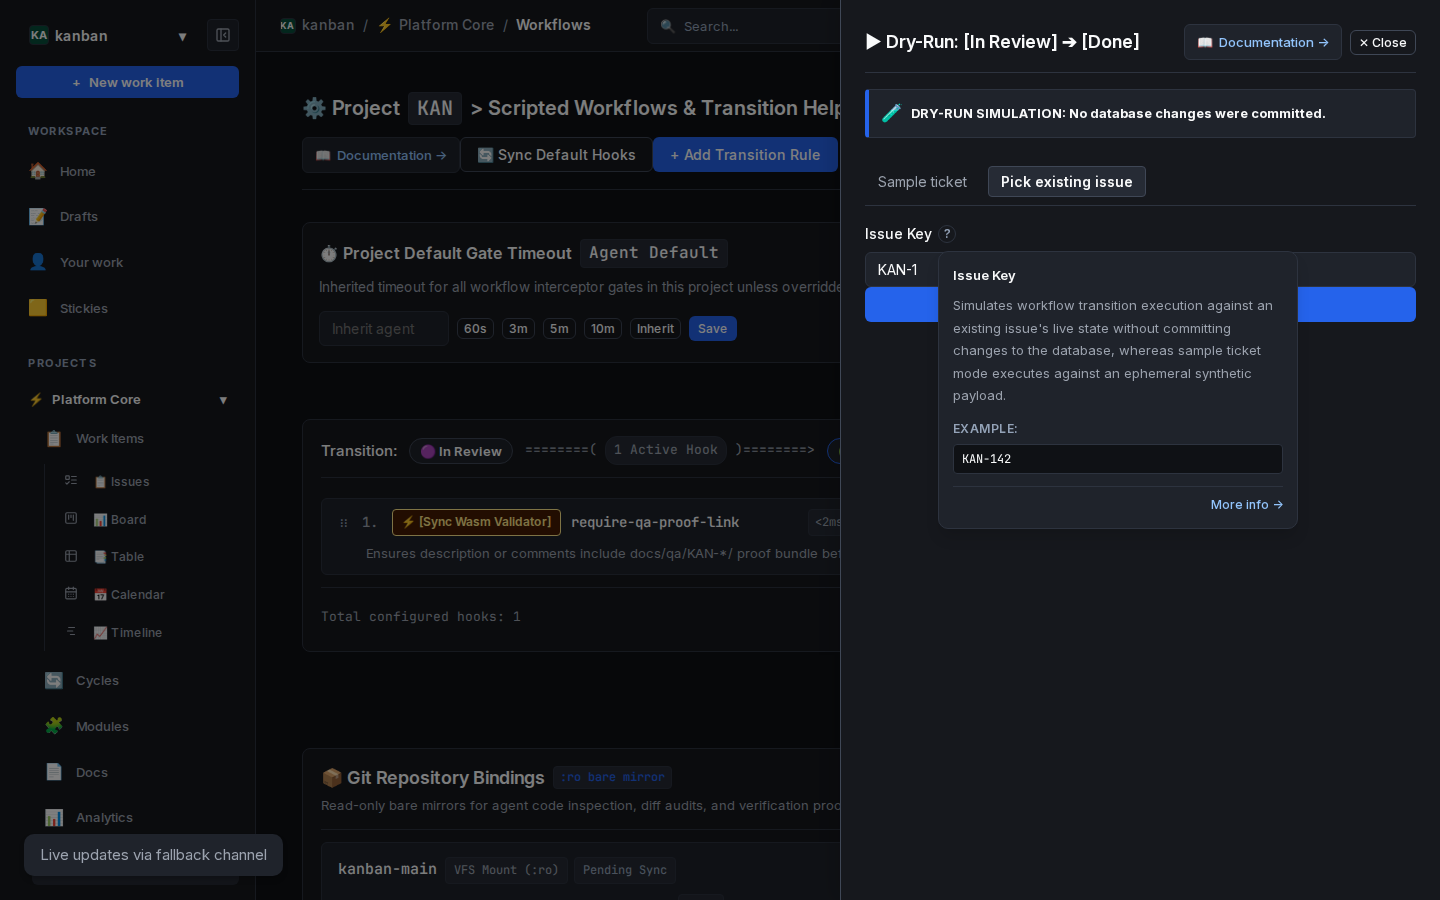 KA kanban ▼
+ New work item
WORKSPACE
Home
Drafts
Your work
Stickies
PROJECTS
⚡ Platform Core ▼
Work Items
Issues
Board
Table
Calendar
Timeline
Cycles
Modules
Docs
Analytics
Live updates via fallback channel
KA kanban / ⚡ Platform Core / Workflows
Search...
⚙️ Project KAN > Scripted Workflows & Transition Help
📖 Documentation →
🔄 Sync Default Hooks
+ Add Transition Rule
⏱️ Project Default Gate Timeout Agent Default
Inherited timeout for all workflow interceptor gates in this project unless overridde
Inherit agent 60s 3m 5m 10m Inherit Save
Transition: 🟣 In Review ========( 1 Active Hook )========>
⠿ 1. ⚡ [Sync Wasm Validator] require-qa-proof-link <2ms
Ensures description or comments include docs/qa/KAN-*/ proof bundle bef
Total configured hooks: 1
📦 Git Repository Bindings :ro bare mirror
Read-only bare mirrors for agent code inspection, diff audits, and verification proc
kanban-main VFS Mount (:ro) Pending Sync
▶ Dry-Run: [In Review] ➔ [Done]
📖 Documentation →
✕ Close
🧪 DRY-RUN SIMULATION: No database changes were committed.
Sample ticket
Pick existing issue
Issue Key ?
KAN-1
Issue Key
Simulates workflow transition execution against an
existing issue's live state without committing
changes to the database, whereas sample ticket
mode executes against an ephemeral synthetic
payload.
EXAMPLE:
KAN-142
More info →